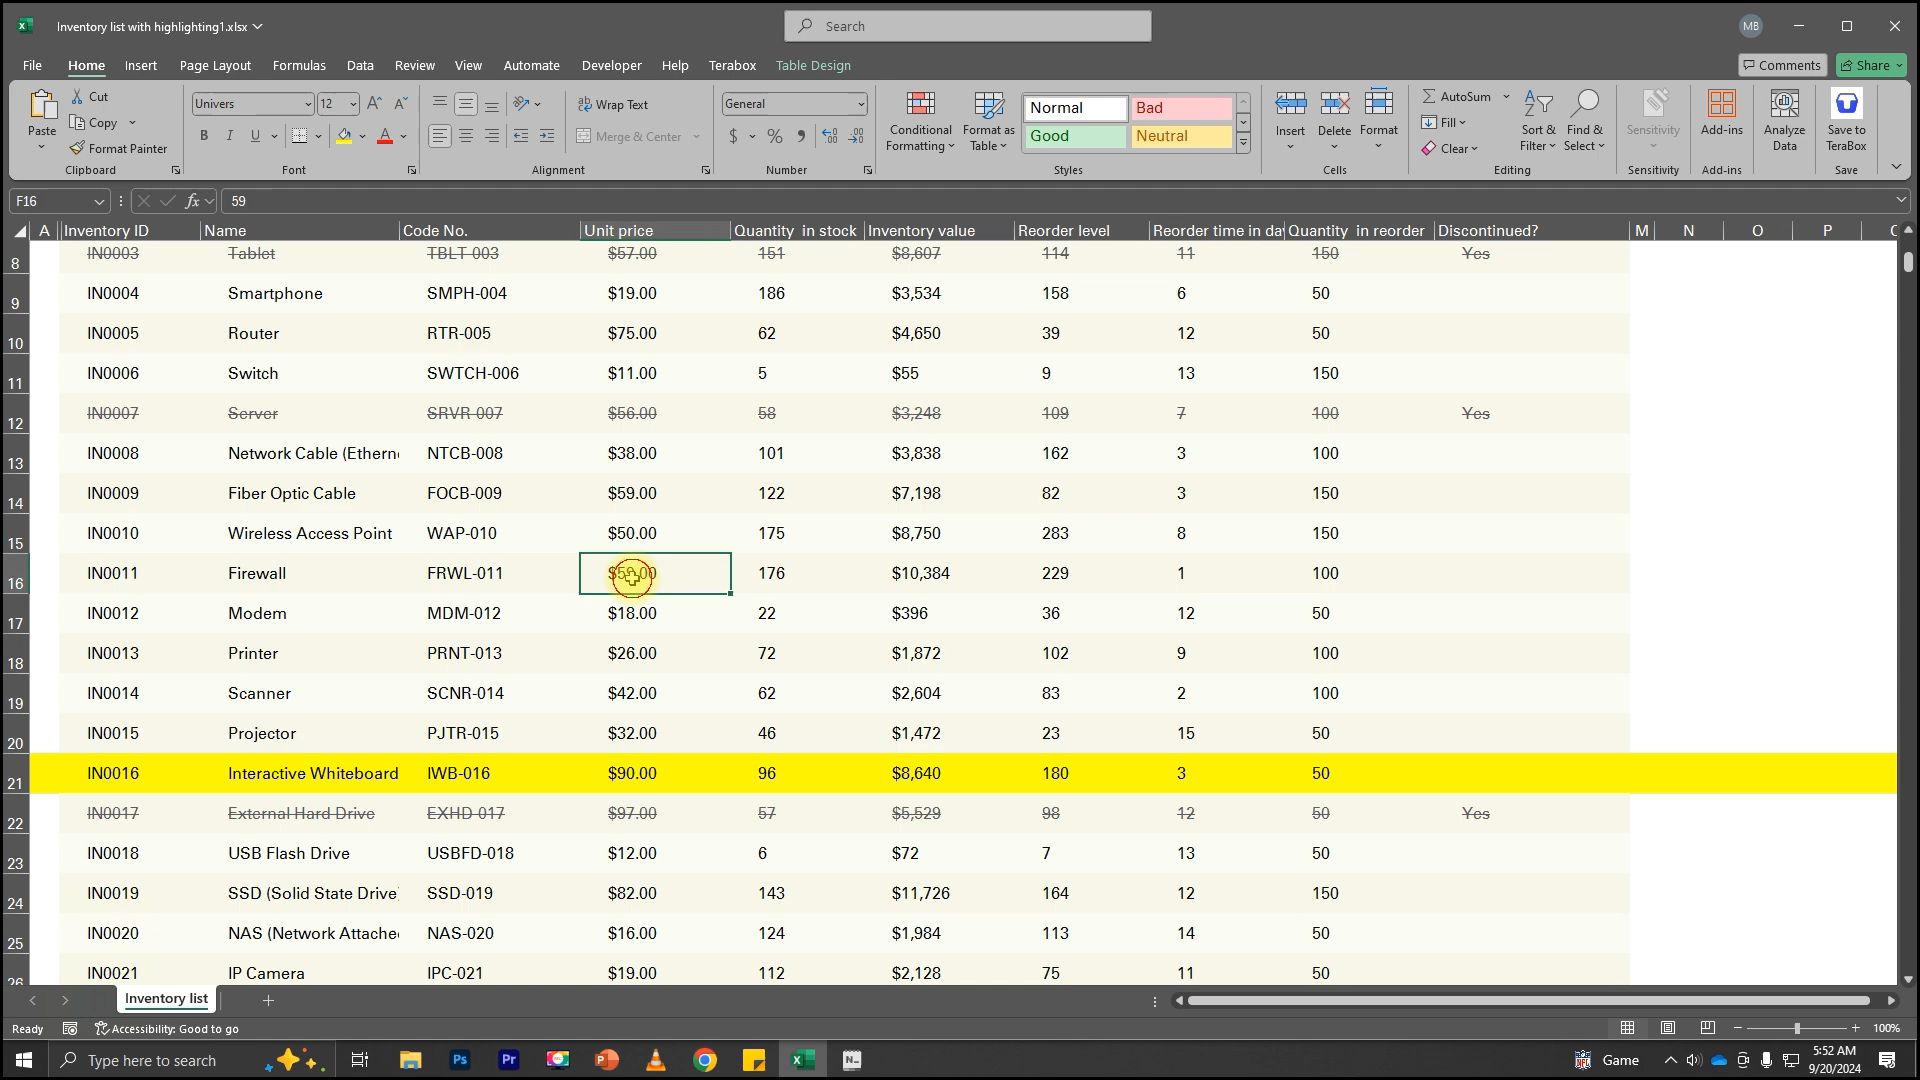 Inventory list with highlighting1.xlsx
Search
MB
File Home Insert Page Layout Formulas Data Review View Automate Developer Help Terabox Table Design
Comments Share
Paste Cut Copy Format Painter
Clipboard
Univers 12
B I U
Font
Wrap Text
Merge & Center
Alignment
General
$ % 9
Number
Conditional Formatting
Format as Table
Normal Bad
Good Neutral
Styles
Insert Delete Format
Cells
AutoSum
Fill
Clear
Sort & Filter
Find & Select
Editing
Sensitivity
Sensitivity
Add-ins
Add-ins
Analyze Data
Save to TeraBox
Save
F16 fx 59
A Inventory ID Name Code No. Unit price Quantity in stock Inventory value Reorder level Reorder time in da Quantity in reorder Discontinued? M N O P
8 IN0003 Tablet TBLT-003 $57.00 151 $8,607 114 11 150 Yes
9 IN0004 Smartphone SMPH-004 $19.00 186 $3,534 158 6 50
10 IN0005 Router RTR-005 $75.00 62 $4,650 39 12 50
11 IN0006 Switch SWTCH-006 $11.00 5 $55 9 13 150
12 IN0007 Server SRVR-007 $56.00 58 $3,248 109 7 100 Yes
13 IN0008 Network Cable (Ethern NTCB-008 $38.00 101 $3,838 162 3 100
14 IN0009 Fiber Optic Cable FOCB-009 $59.00 122 $7,198 82 3 150
15 IN0010 Wireless Access Point WAP-010 $50.00 175 $8,750 283 8 150
16 IN0011 Firewall FRWL-011 $59.00 176 $10,384 229 1 100
17 IN0012 Modem MDM-012 $18.00 22 $396 36 12 50
18 IN0013 Printer PRNT-013 $26.00 72 $1,872 102 9 100
19 IN0014 Scanner SCNR-014 $42.00 62 $2,604 83 2 100
20 IN0015 Projector PJTR-015 $32.00 46 $1,472 23 15 50
21 IN0016 Interactive Whiteboard IWB-016 $90.00 96 $8,640 180 3 50
22 IN0017 External Hard Drive EXHD-017 $97.00 57 $5,529 98 12 50 Yes
23 IN0018 USB Flash Drive USBFD-018 $12.00 6 $72 7 13 50
24 IN0019 SSD (Solid State Drive) SSD-019 $82.00 143 $11,726 164 12 150
25 IN0020 NAS (Network Attache NAS-020 $16.00 124 $1,984 113 14 50
26 IN0021 IP Camera IPC-021 $19.00 112 $2,128 75 11 50
Inventory list
Ready Accessibility: Good to go 100%
Type here to search
Ps Pr N
Game
5:52 AM
9/20/2024